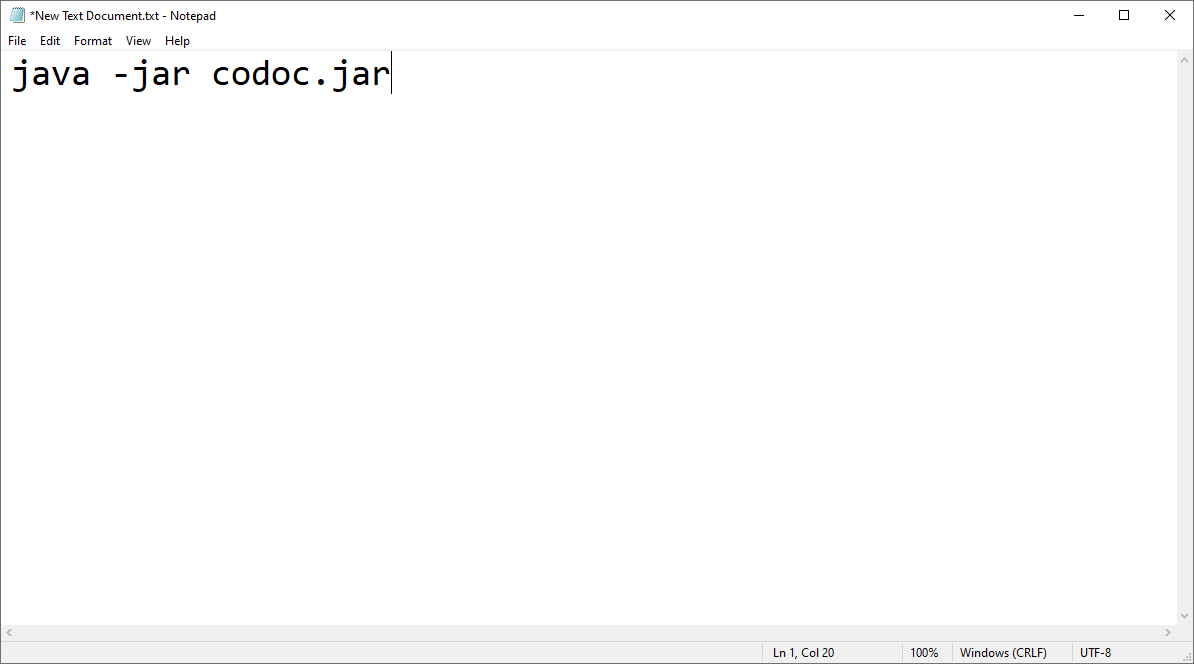 *New Text Document.txt - Notepad
File Edit Format View Help
java -jar codoc.jar
Ln 1, Col 20 100% Windows (CRLF) UTF-8